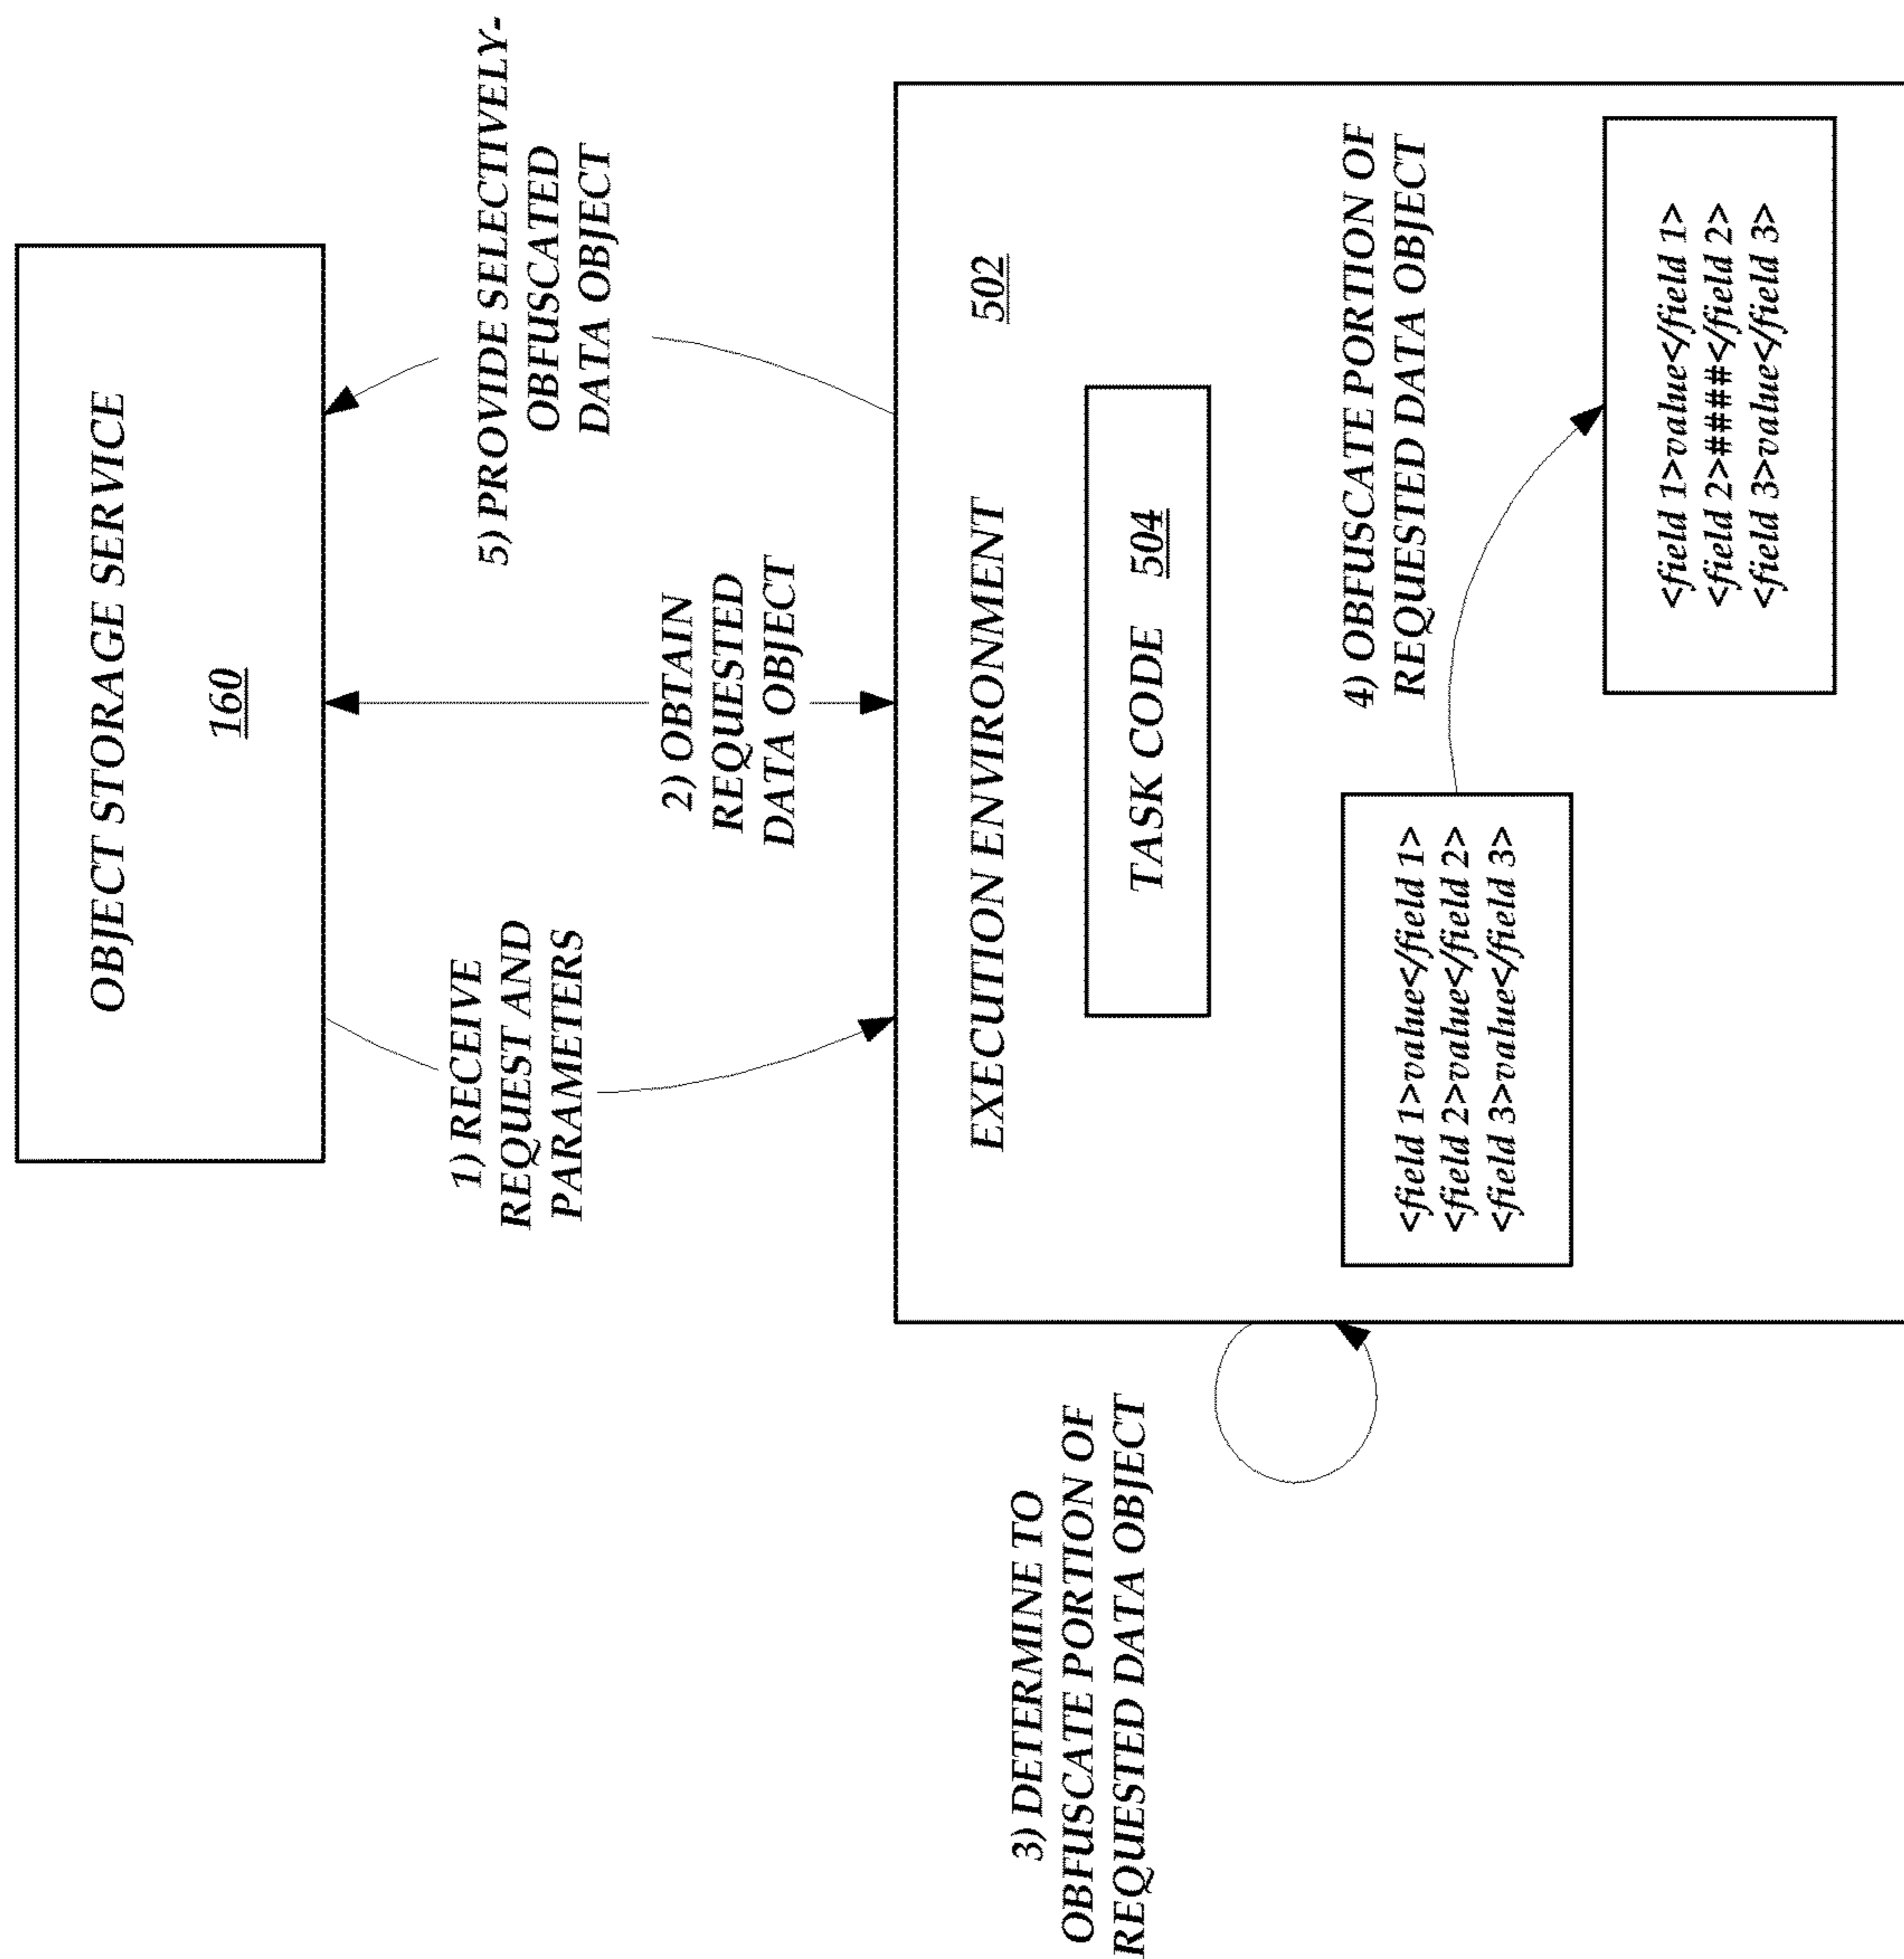 OBJECT STORAGE SERVICE
160
1) RECEIVE
REQUEST AND
PARAMETERS
2) OBTAIN
REQUESTED
DATA OBJECT
5) PROVIDE SELECTIVELY-
OBFUSCATED
DATA OBJECT
EXECUTION ENVIRONMENT
502
TASK CODE 504
3) DETERMINE TO
OBFUSCATE PORTION OF
REQUESTED DATA OBJECT
<field 1>value</field 1>
<field 2>value</field 2>
<field 3>value</field 3>
4) OBFUSCATE PORTION OF
REQUESTED DATA OBJECT
<field 1>value</field 1>
<field 2>#####</field 2>
<field 3>value</field 3>